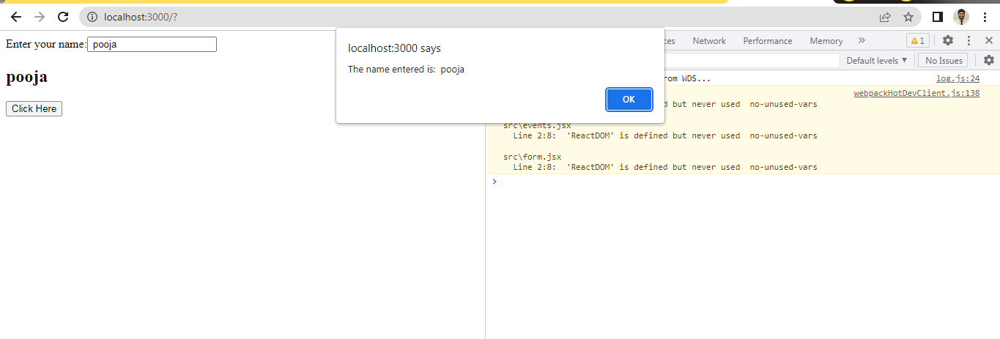 localhost:3000/?
Enter your name: pooja
pooja
Click Here
localhost:3000 says
The name entered is: pooja
OK
Network Performance Memory » 1
Default levels ▼ No Issues
WDS... log.js:24
webpackHotDevClient.js:138
but never used no-unused-vars
src\events.jsx
Line 2:8: 'ReactDOM' is defined but never used no-unused-vars
src\form.jsx
Line 2:8: 'ReactDOM' is defined but never used no-unused-vars